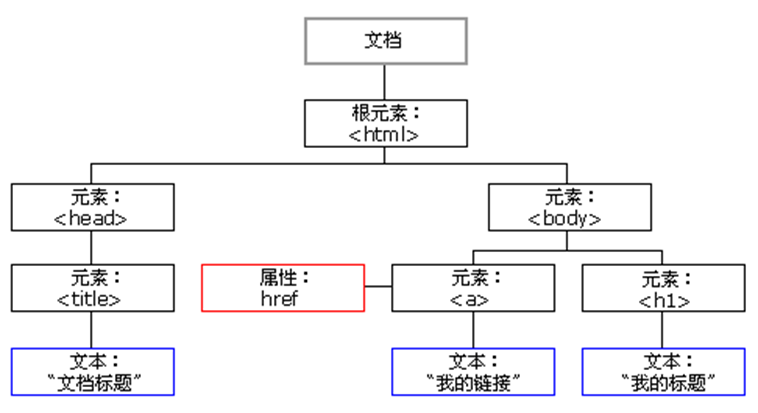 文档
根元素：
<html>
元素：
<head>
元素：
<body>
元素：
<title>
属性：
href
元素：
<a>
元素：
<h1>
文本：
“文档标题”
文本：
“我的链接”
文本：
“我的标题”